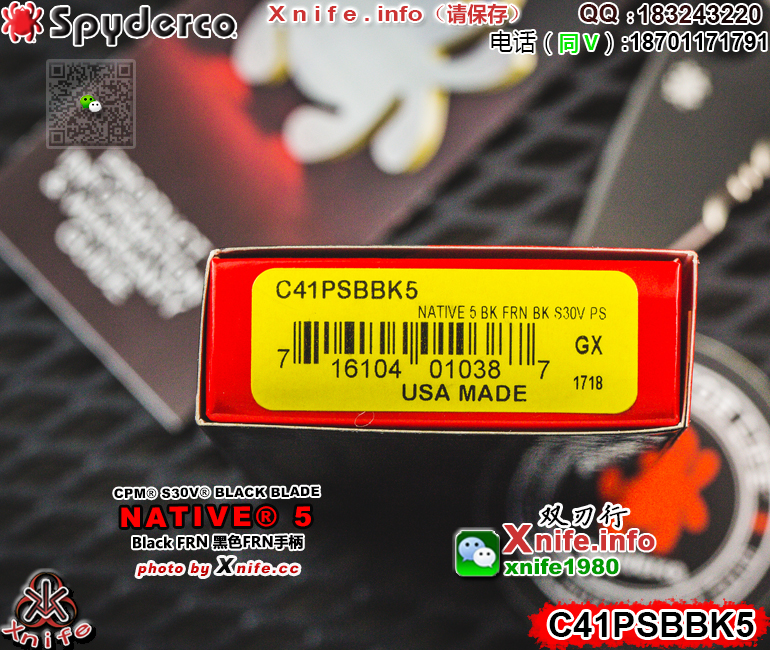 Spyderco
Xnife.info（请保存）
QQ :183243220
电话 ( 同V ) :18701171791
C41PSBBK5
NATIVE 5 BK FRN BK S30V PS
GX
7 16104 01038 7
1718
USA MADE
CPM® S30V® BLACK BLADE
NATIVE® 5
Black FRN 黑色FRN手柄
photo by Xnife.cc
双刃行
Xnife.info
xnife1980
Xnife
C41PSBBK5